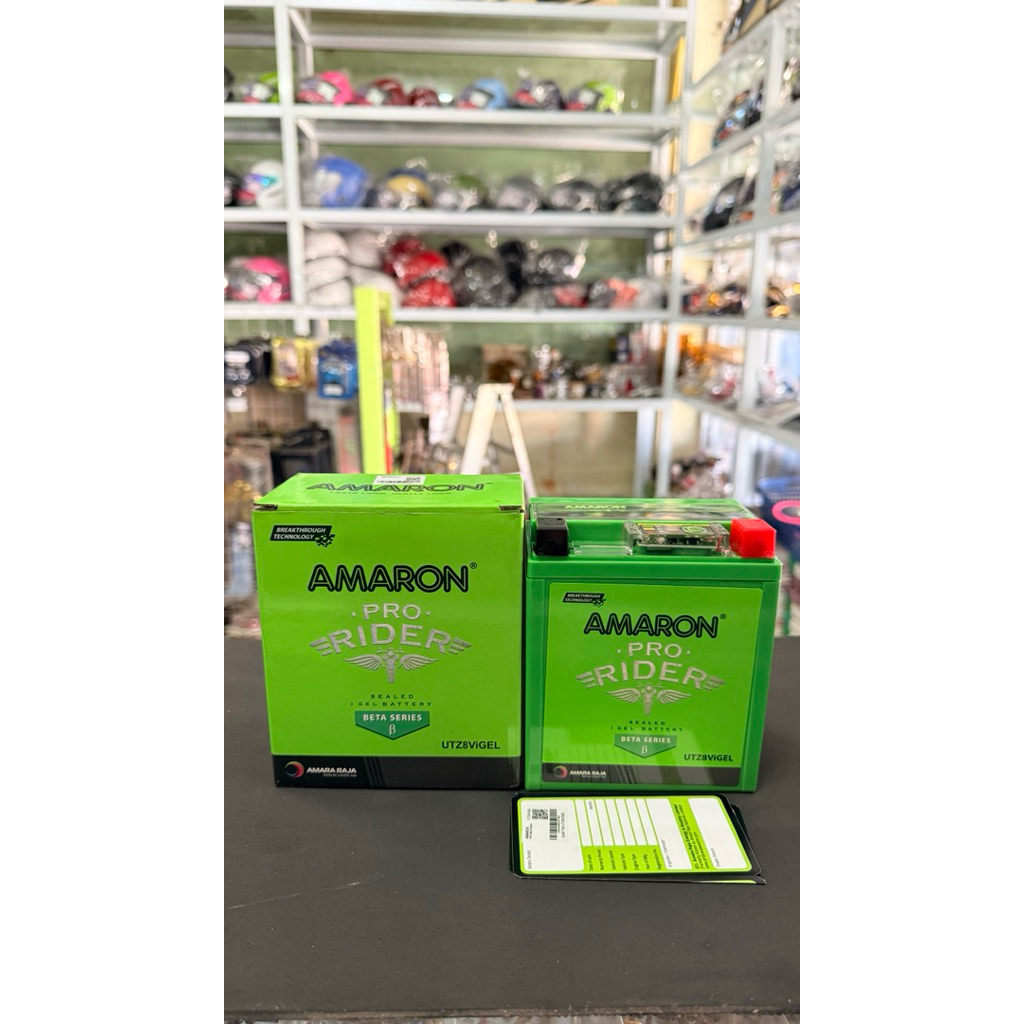 AMARON®
BREAKTHROUGH
TECHNOLOGY
AMARON®
·PRO·
RIDER
SEALED
i GEL BATTERY
BETA SERIES
β
UTZ8ViGEL
AMARA RAJA
AMARON
BREAKTHROUGH
TECHNOLOGY
AMARON®
·PRO·
RIDER
SEALED
i GEL BATTERY
BETA SERIES
β
UTZ8ViGEL
AMARA RAJA